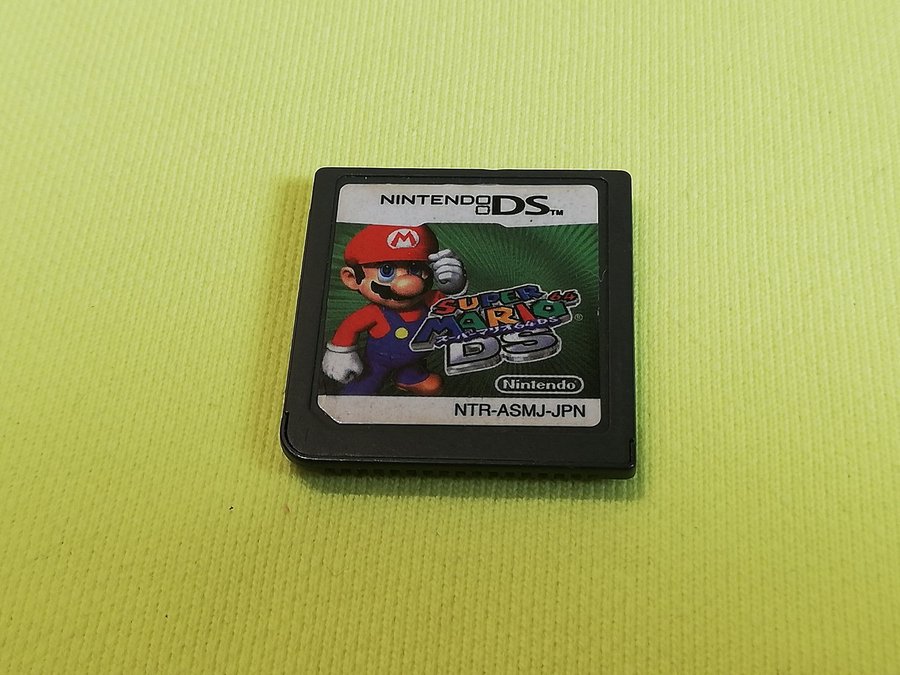 NINTENDO DS™
M
SUPER
MARIO 64
スーパーマリオ64DS
DS
®
Nintendo
NTR-ASMJ-JPN